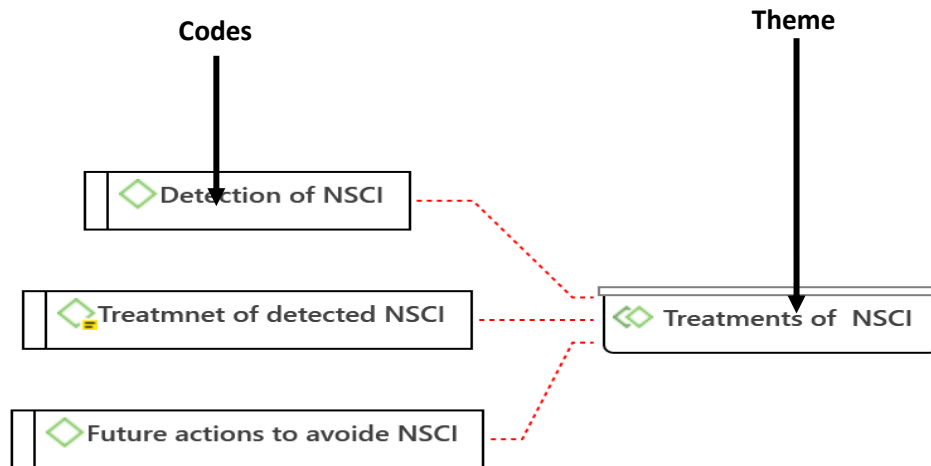 Codes
Theme
Detection of NSCI
Treatmnet of detected NSCI
Treatments of NSCI
Future actions to avoide NSCI